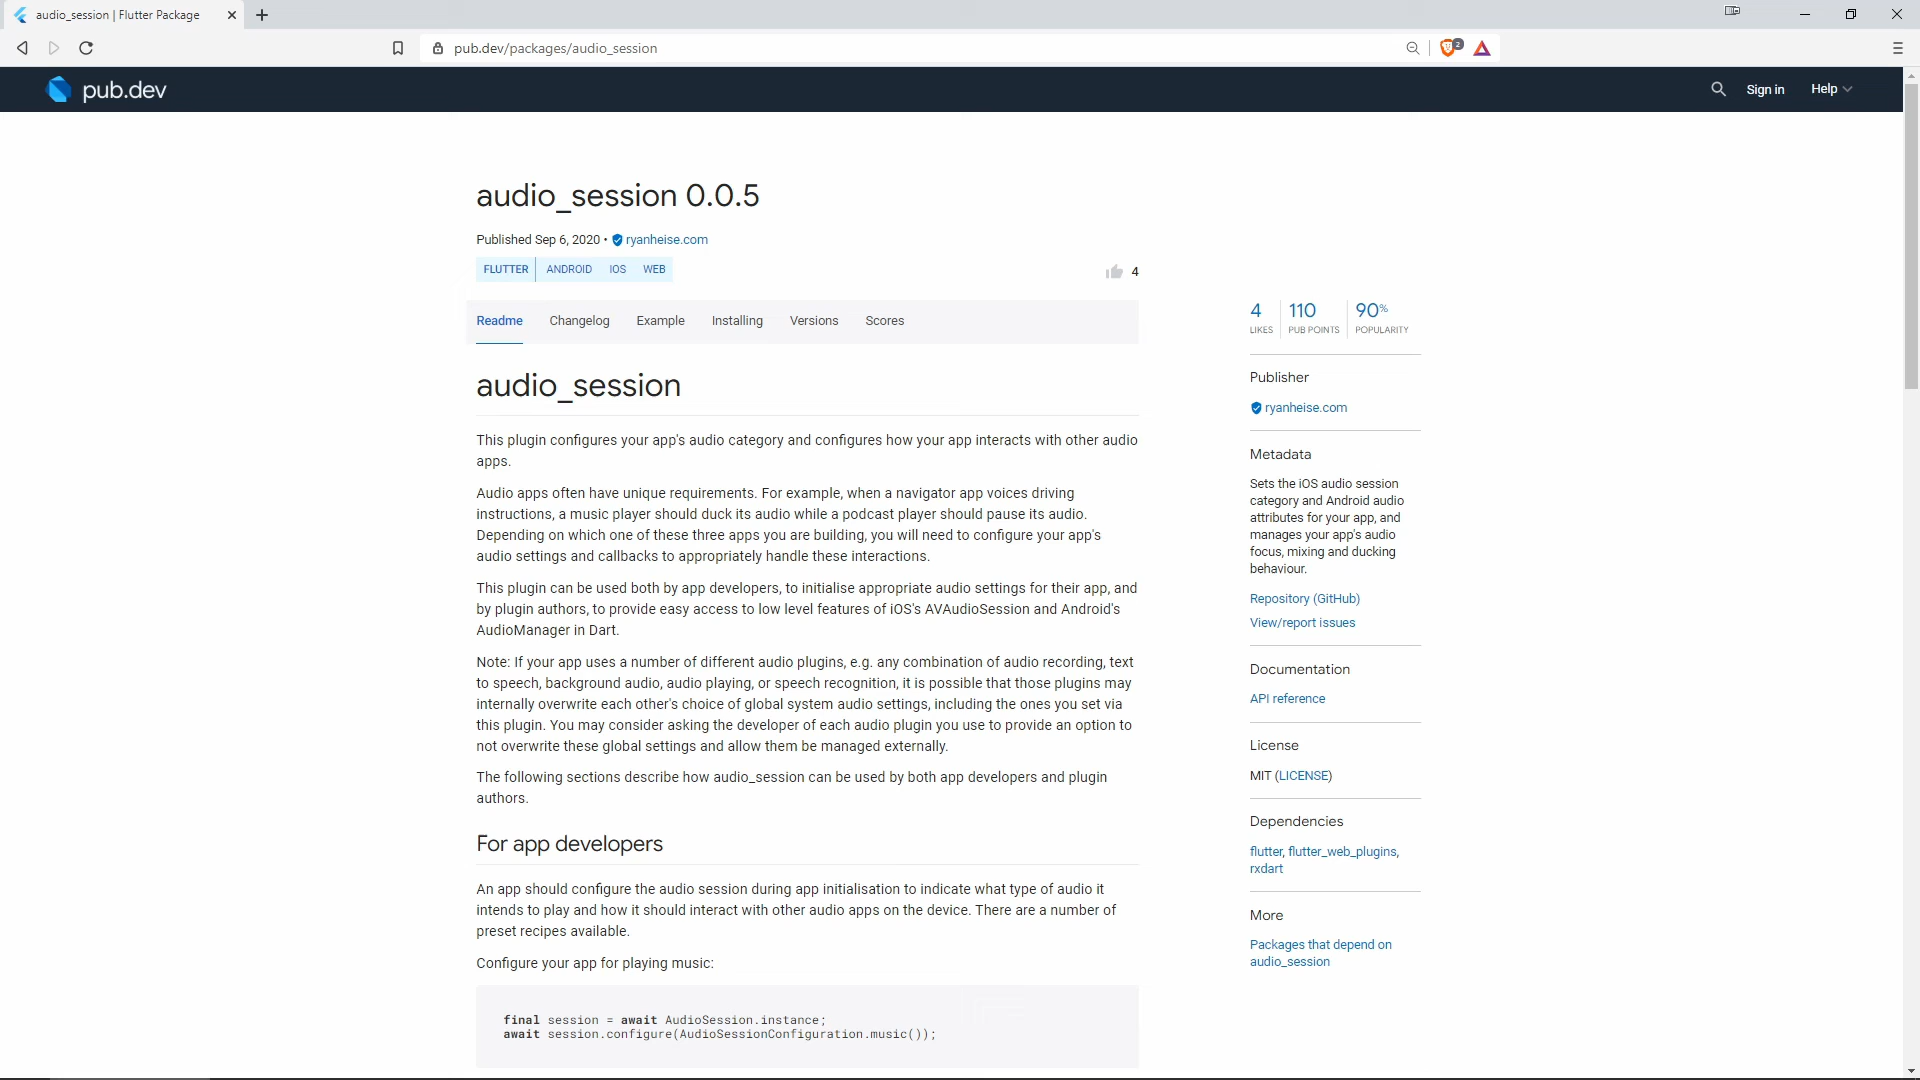 audio_session | Flutter Package
pub.dev/packages/audio_session
2
pub.dev
Sign in
Help
audio_session 0.0.5
Published Sep 6, 2020 • ryanheise.com
FLUTTER ANDROID IOS WEB
4
Readme Changelog Example Installing Versions Scores
audio_session
This plugin configures your app's audio category and configures how your app interacts with other audio
apps.
Audio apps often have unique requirements. For example, when a navigator app voices driving
instructions, a music player should duck its audio while a podcast player should pause its audio.
Depending on which one of these three apps you are building, you will need to configure your app's
audio settings and callbacks to appropriately handle these interactions.
This plugin can be used both by app developers, to initialise appropriate audio settings for their app, and
by plugin authors, to provide easy access to low level features of iOS's AVAudioSession and Android's
AudioManager in Dart.
Note: If your app uses a number of different audio plugins, e.g. any combination of audio recording, text
to speech, background audio, audio playing, or speech recognition, it is possible that those plugins may
internally overwrite each other's choice of global system audio settings, including the ones you set via
this plugin. You may consider asking the developer of each audio plugin you use to provide an option to
not overwrite these global settings and allow them be managed externally.
The following sections describe how audio_session can be used by both app developers and plugin
authors.
For app developers
An app should configure the audio session during app initialisation to indicate what type of audio it
intends to play and how it should interact with other audio apps on the device. There are a number of
preset recipes available.
Configure your app for playing music:
final session = await AudioSession.instance;
await session.configure(AudioSessionConfiguration.music());
4 110 90%
LIKES PUB POINTS POPULARITY
Publisher
ryanheise.com
Metadata
Sets the iOS audio session
category and Android audio
attributes for your app, and
manages your app's audio
focus, mixing and ducking
behaviour.
Repository (GitHub)
View/report issues
Documentation
API reference
License
MIT (LICENSE)
Dependencies
flutter, flutter_web_plugins,
rxdart
More
Packages that depend on
audio_session